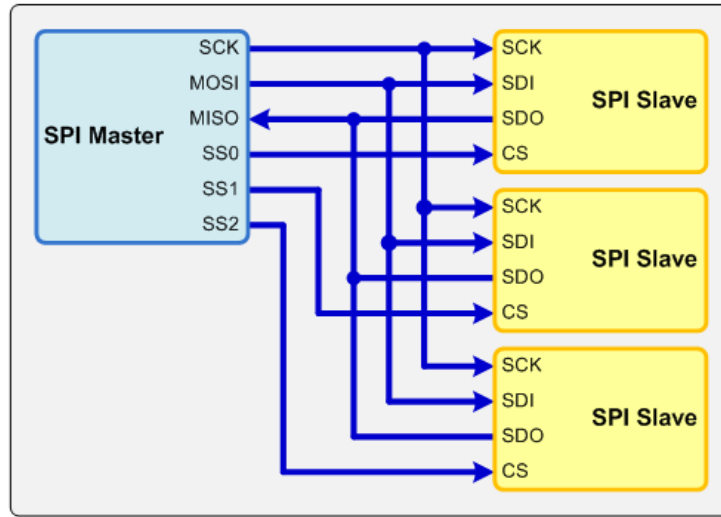 SCK
MOSI
MISO
SPI Master
SS0
SS1
SS2
SCK
SDI
SPI Slave
SDO
CS
SCK
SDI
SPI Slave
SDO
CS
SCK
SDI
SPI Slave
SDO
CS